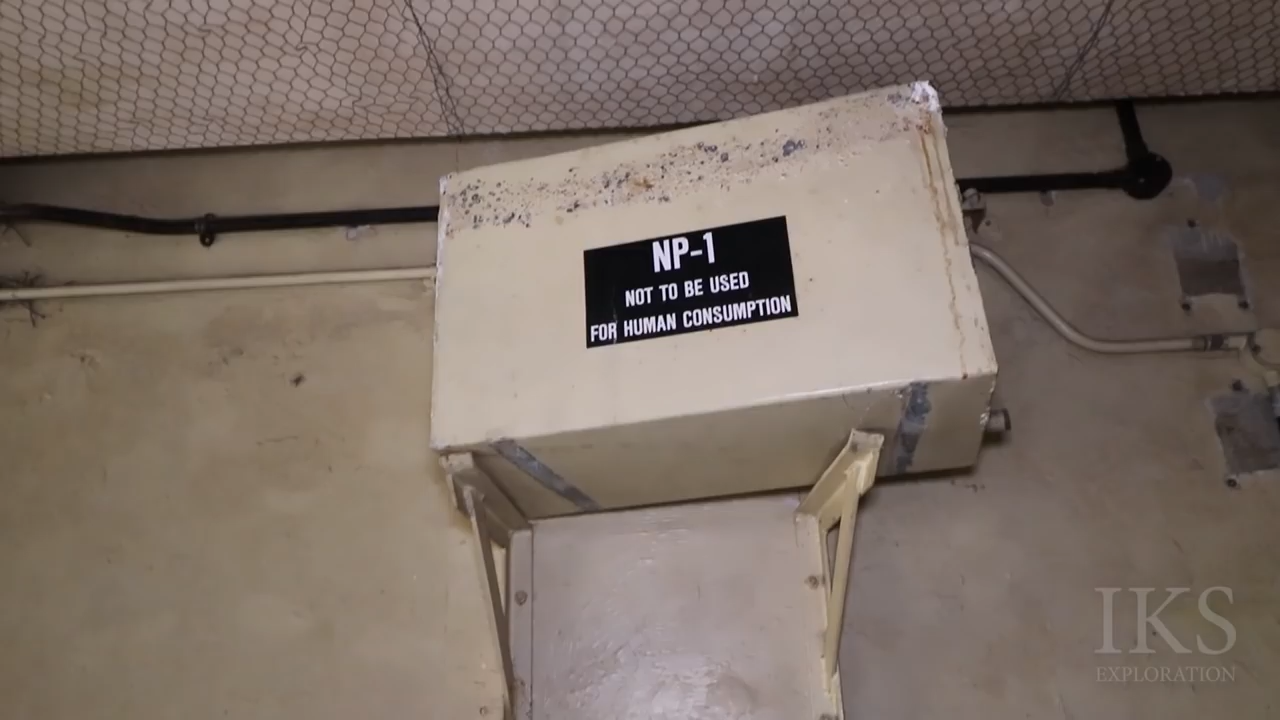 NP-1
NOT TO BE USED
FOR HUMAN CONSUMPTION
IKS
EXPLORATION